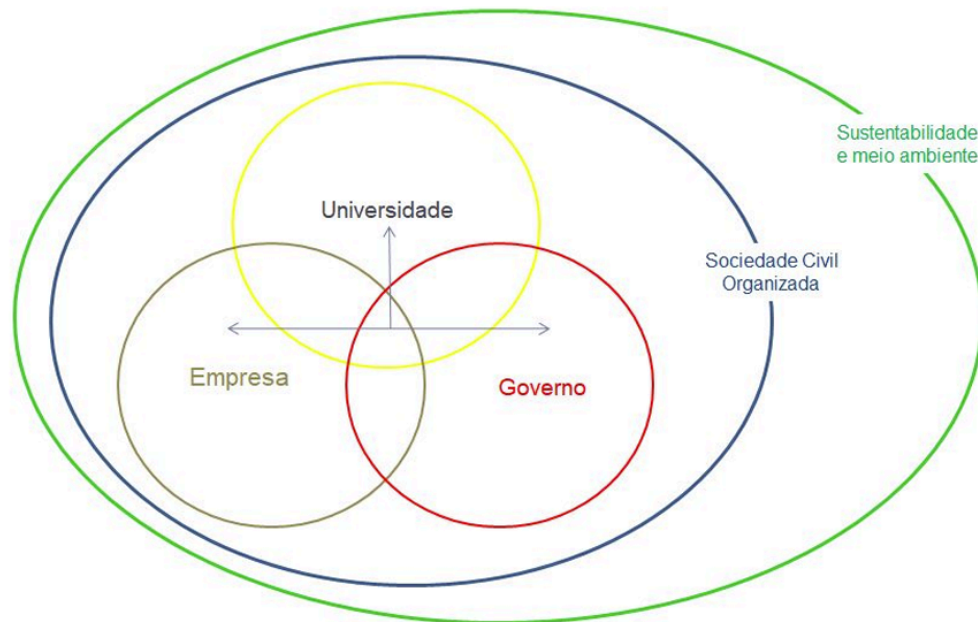 Sustentabilidade
e meio ambiente
Universidade
Sociedade Civil
Organizada
Empresa
Governo